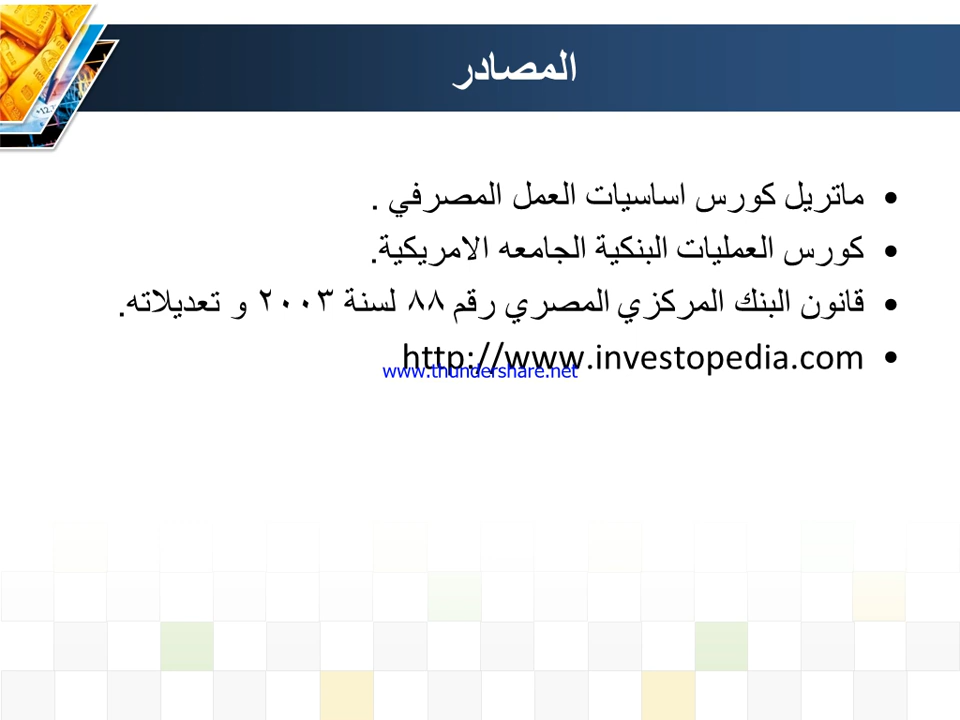 المصادر
ماتريل كورس اساسيات العمل المصرفي .
كورس العمليات البنكية الجامعه الامريكية.
قانون البنك المركزي المصري رقم ٨٨ لسنة ٢٠٠٣ و تعديلاته.
http://www.investopedia.com
www.thundershare.net